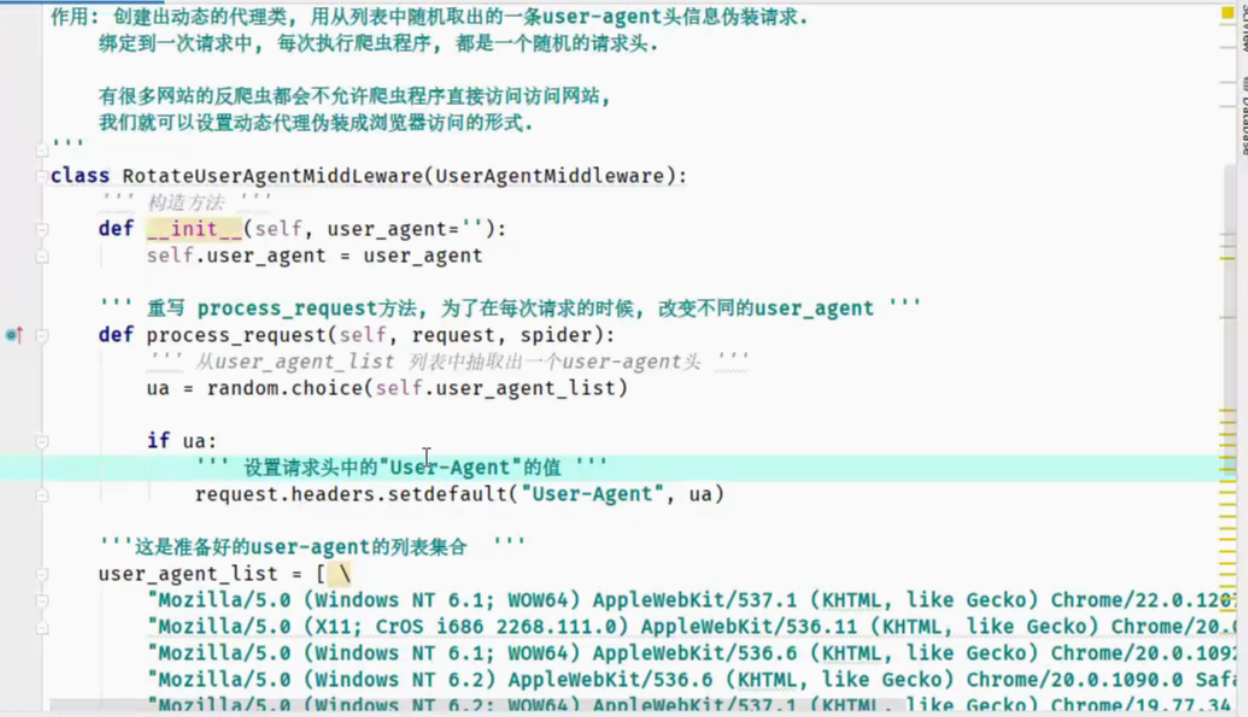 作用: 创建出动态的代理类, 用从列表中随机取出的一条user-agent头信息伪装请求.
绑定到一次请求中, 每次执行爬虫程序, 都是一个随机的请求头.
有很多网站的反爬虫都会不允许爬虫程序直接访问访问网站,
我们就可以设置动态代理伪装成浏览器访问的形式.
'''
class RotateUserAgentMiddLeware(UserAgentMiddleware):
''' 构造方法 '''
def __init__(self, user_agent=''):
self.user_agent = user_agent
''' 重写 process_request方法, 为了在每次请求的时候, 改变不同的user_agent '''
def process_request(self, request, spider):
''' 从user_agent_list 列表中抽取出一个user-agent头 '''
ua = random.choice(self.user_agent_list)
if ua:
''' 设置请求头中的"User-Agent"的值 '''
request.headers.setdefault("User-Agent", ua)
'''这是准备好的user-agent的列表集合 '''
user_agent_list = [ \
"Mozilla/5.0 (Windows NT 6.1; WOW64) AppleWebKit/537.1 (KHTML, like Gecko) Chrome/22.0.1207
"Mozilla/5.0 (X11; CrOS i686 2268.111.0) AppleWebKit/536.11 (KHTML, like Gecko) Chrome/20.0
"Mozilla/5.0 (Windows NT 6.1; WOW64) AppleWebKit/536.6 (KHTML, like Gecko) Chrome/20.0.1092
"Mozilla/5.0 (Windows NT 6.2) AppleWebKit/536.6 (KHTML, like Gecko) Chrome/20.0.1090.0 Safa
"Mozilla/5.0 (Windows NT 6.2; WOW64) AppleWebKit/537.1 (KHTML, like Gecko) Chrome/19.77.34
SciView
Database